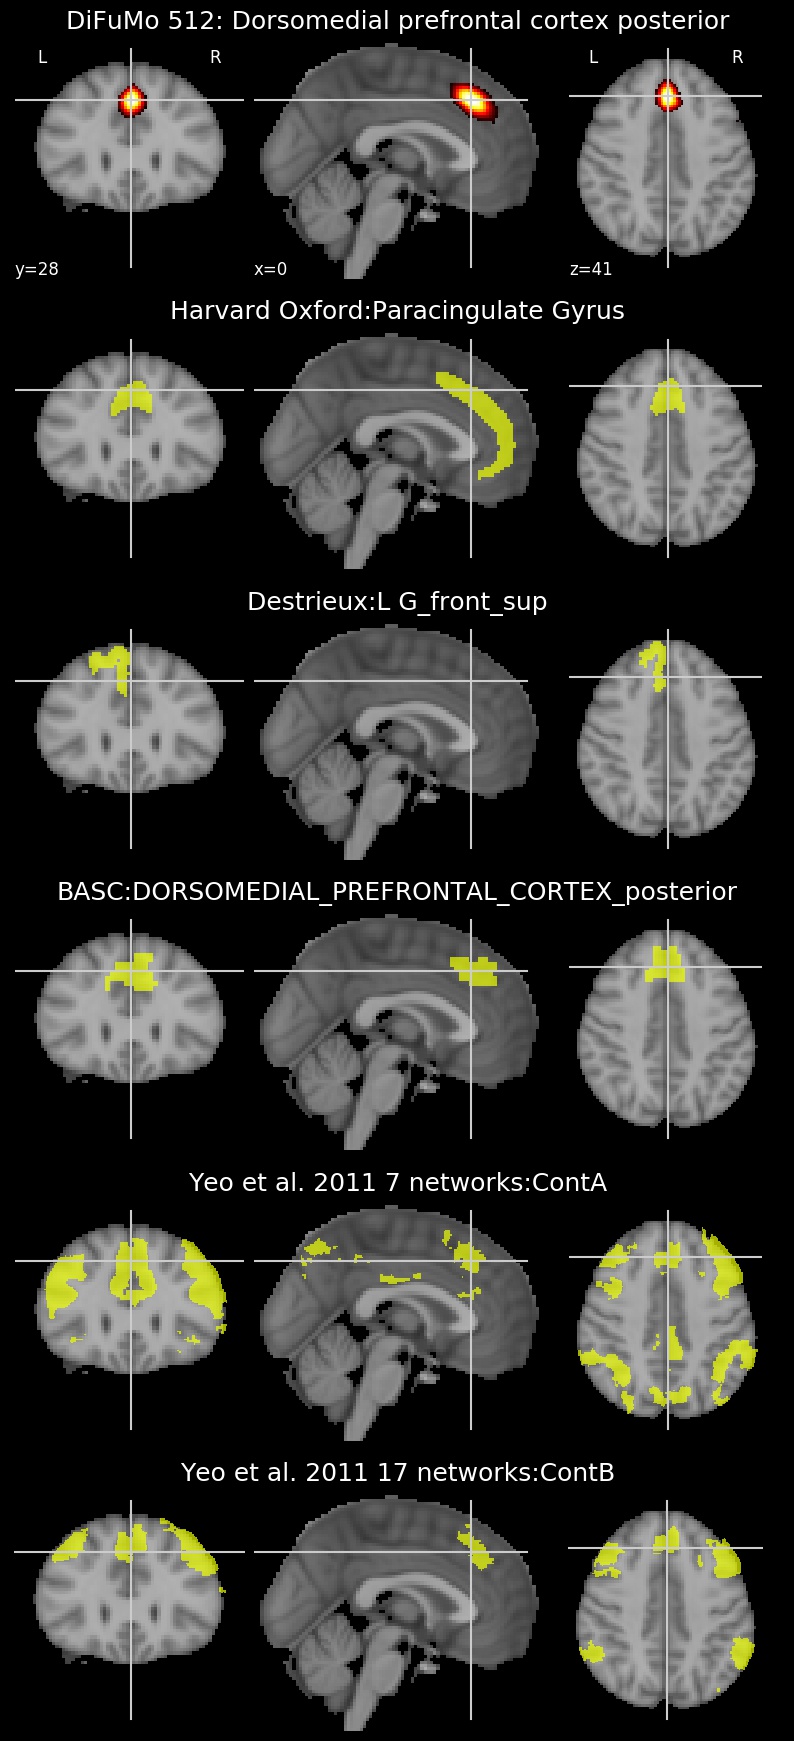 DiFuMo 512: Dorsomedial prefrontal cortex posterior
L R L R
y=28 x=0 z=41
Harvard Oxford:Paracingulate Gyrus
Destrieux:L G_front_sup
BASC:DORSOMEDIAL_PREFRONTAL_CORTEX_posterior
Yeo et al. 2011 7 networks:ContA
Yeo et al. 2011 17 networks:ContB